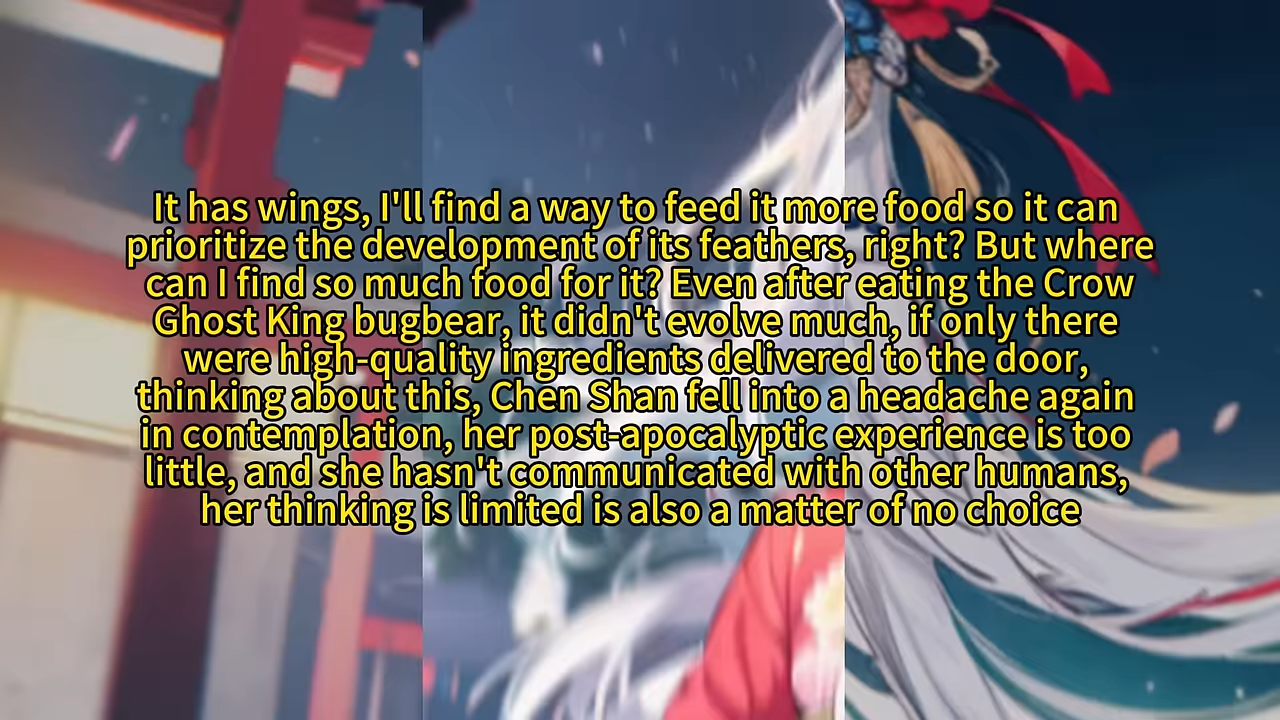 It has wings, I'll find a way to feed it more food so it can
prioritize the development of its feathers, right? But where
can I find so much food for it? Even after eating the Crow
Ghost King bugbear, it didn't evolve much, if only there
were high-quality ingredients delivered to the door,
thinking about this, Chen Shan fell into a headache again
in contemplation, her post-apocalyptic experience is too
little, and she hasn't communicated with other humans,
her thinking is limited is also a matter of no choice